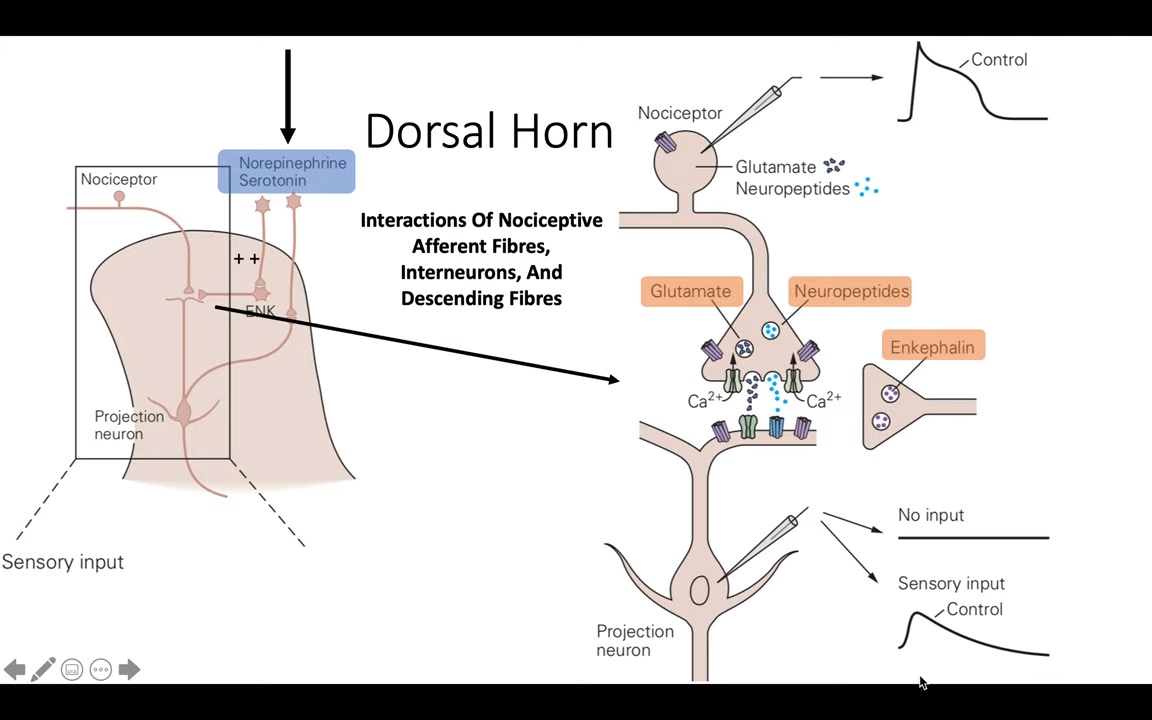 Dorsal Horn
Norepinephrine
Serotonin
Nociceptor
+ +
ENK
Projection
neuron
Sensory input
Interactions Of Nociceptive
Afferent Fibres,
Interneurons, And
Descending Fibres
Nociceptor
Control
Glutamate
Neuropeptides
Glutamate
Neuropeptides
Enkephalin
Ca2+
Ca2+
No input
Sensory input
Control
Projection
neuron